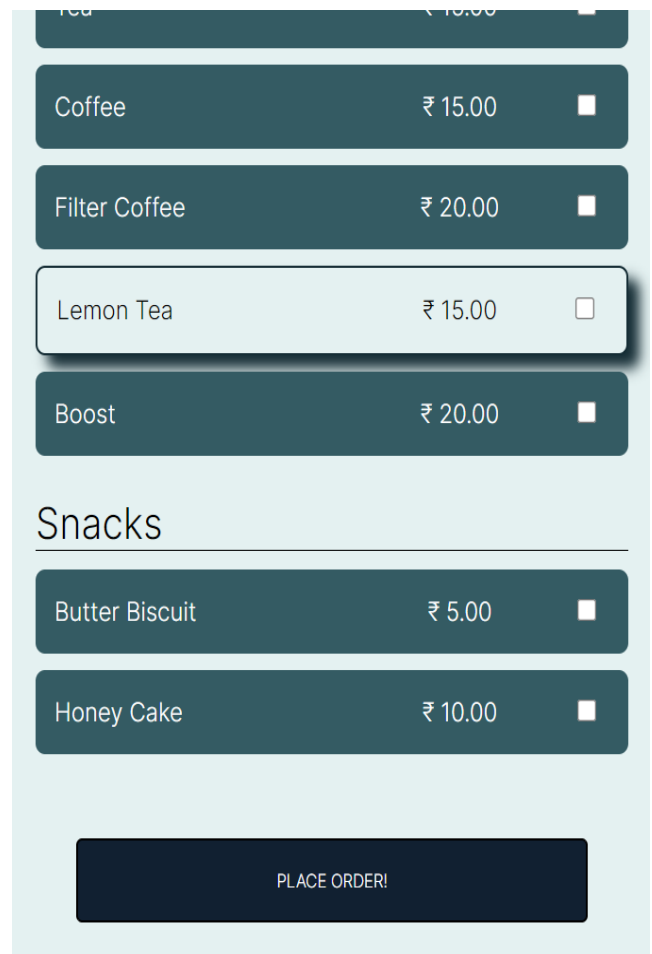 Coffee ₹ 15.00
Filter Coffee ₹ 20.00
Lemon Tea ₹ 15.00
Boost ₹ 20.00
Snacks
Butter Biscuit ₹ 5.00
Honey Cake ₹ 10.00
PLACE ORDER!